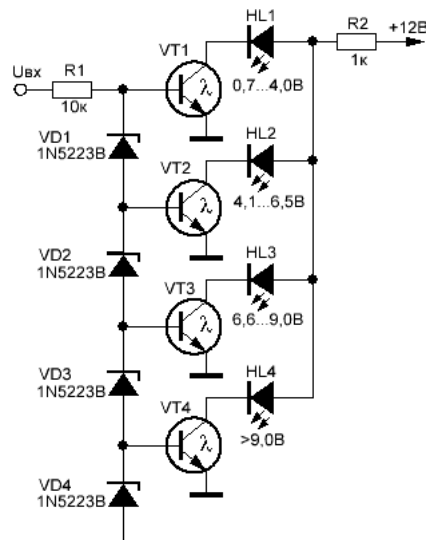 HL1
+12В
R2
1к
VT1
Uвх
R1
10к
λ
0,7...4,0В
VD1
1N5223B
HL2
VT2
λ
4,1...6,5В
VD2
1N5223B
HL3
VT3
λ
6,6...9,0В
VD3
1N5223B
HL4
VT4
λ
>9,0В
VD4
1N5223B